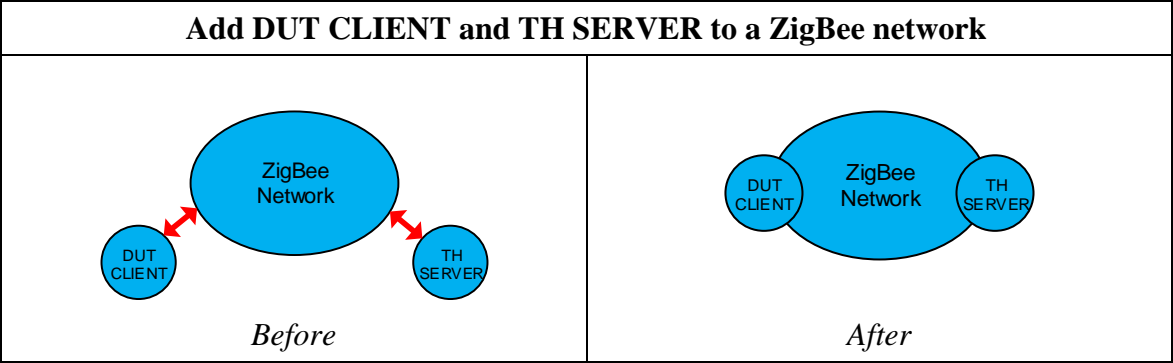 Add DUT CLIENT and TH SERVER to a ZigBee network
ZigBee
Network
DUT
CLIENT
TH
SERVER
Before
ZigBee
Network
DUT
CLIENT
TH
SERVER
After